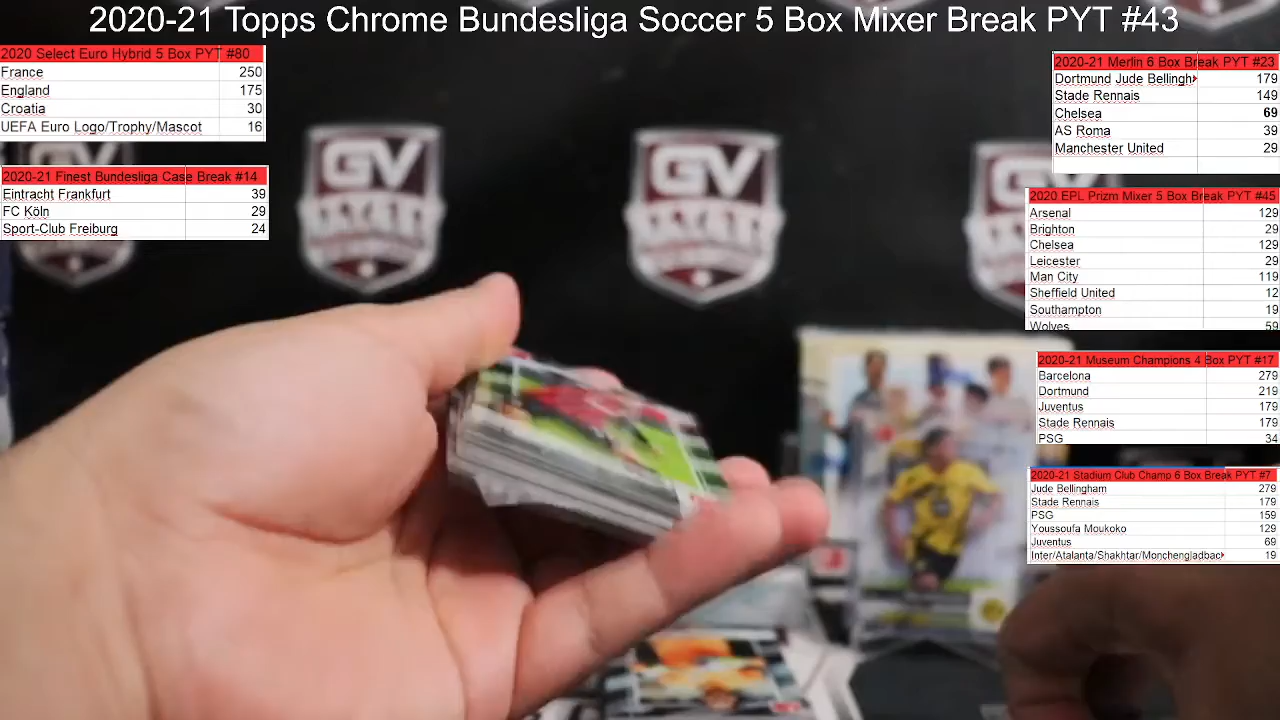 2020-21 Topps Chrome Bundesliga Soccer 5 Box Mixer Break PYT #43
2020 Select Euro Hybrid 5 Box PYT #80
France 250
England 175
Croatia 30
UEFA Euro Logo/Trophy/Mascot 16
2020-21 Finest Bundesliga Case Break #14
Eintracht Frankfurt 39
FC Köln 29
Sport-Club Freiburg 24
GV
GV
2020-21 Merlin 6 Box Break PYT #23
Dortmund Jude Bellingh 179
Stade Rennais 149
Chelsea 69
AS Roma 39
Manchester United 29
2020 EPL Prizm Mixer 5 Box Break PYT #45
Arsenal 129
Brighton 29
Chelsea 129
Leicester 29
Man City 119
Sheffield United 12
Southampton 19
Wolves 59
2020-21 Museum Champions 4 Box PYT #17
Barcelona 279
Dortmund 219
Juventus 179
Stade Rennais 179
PSG 34
2020-21 Stadium Club Champ 6 Box Break PYT #7
Jude Bellingham 279
Stade Rennais 179
PSG 159
Youssoufa Moukoko 129
Juventus 69
Inter/Atalanta/Shakhtar/Monchengladbac 19